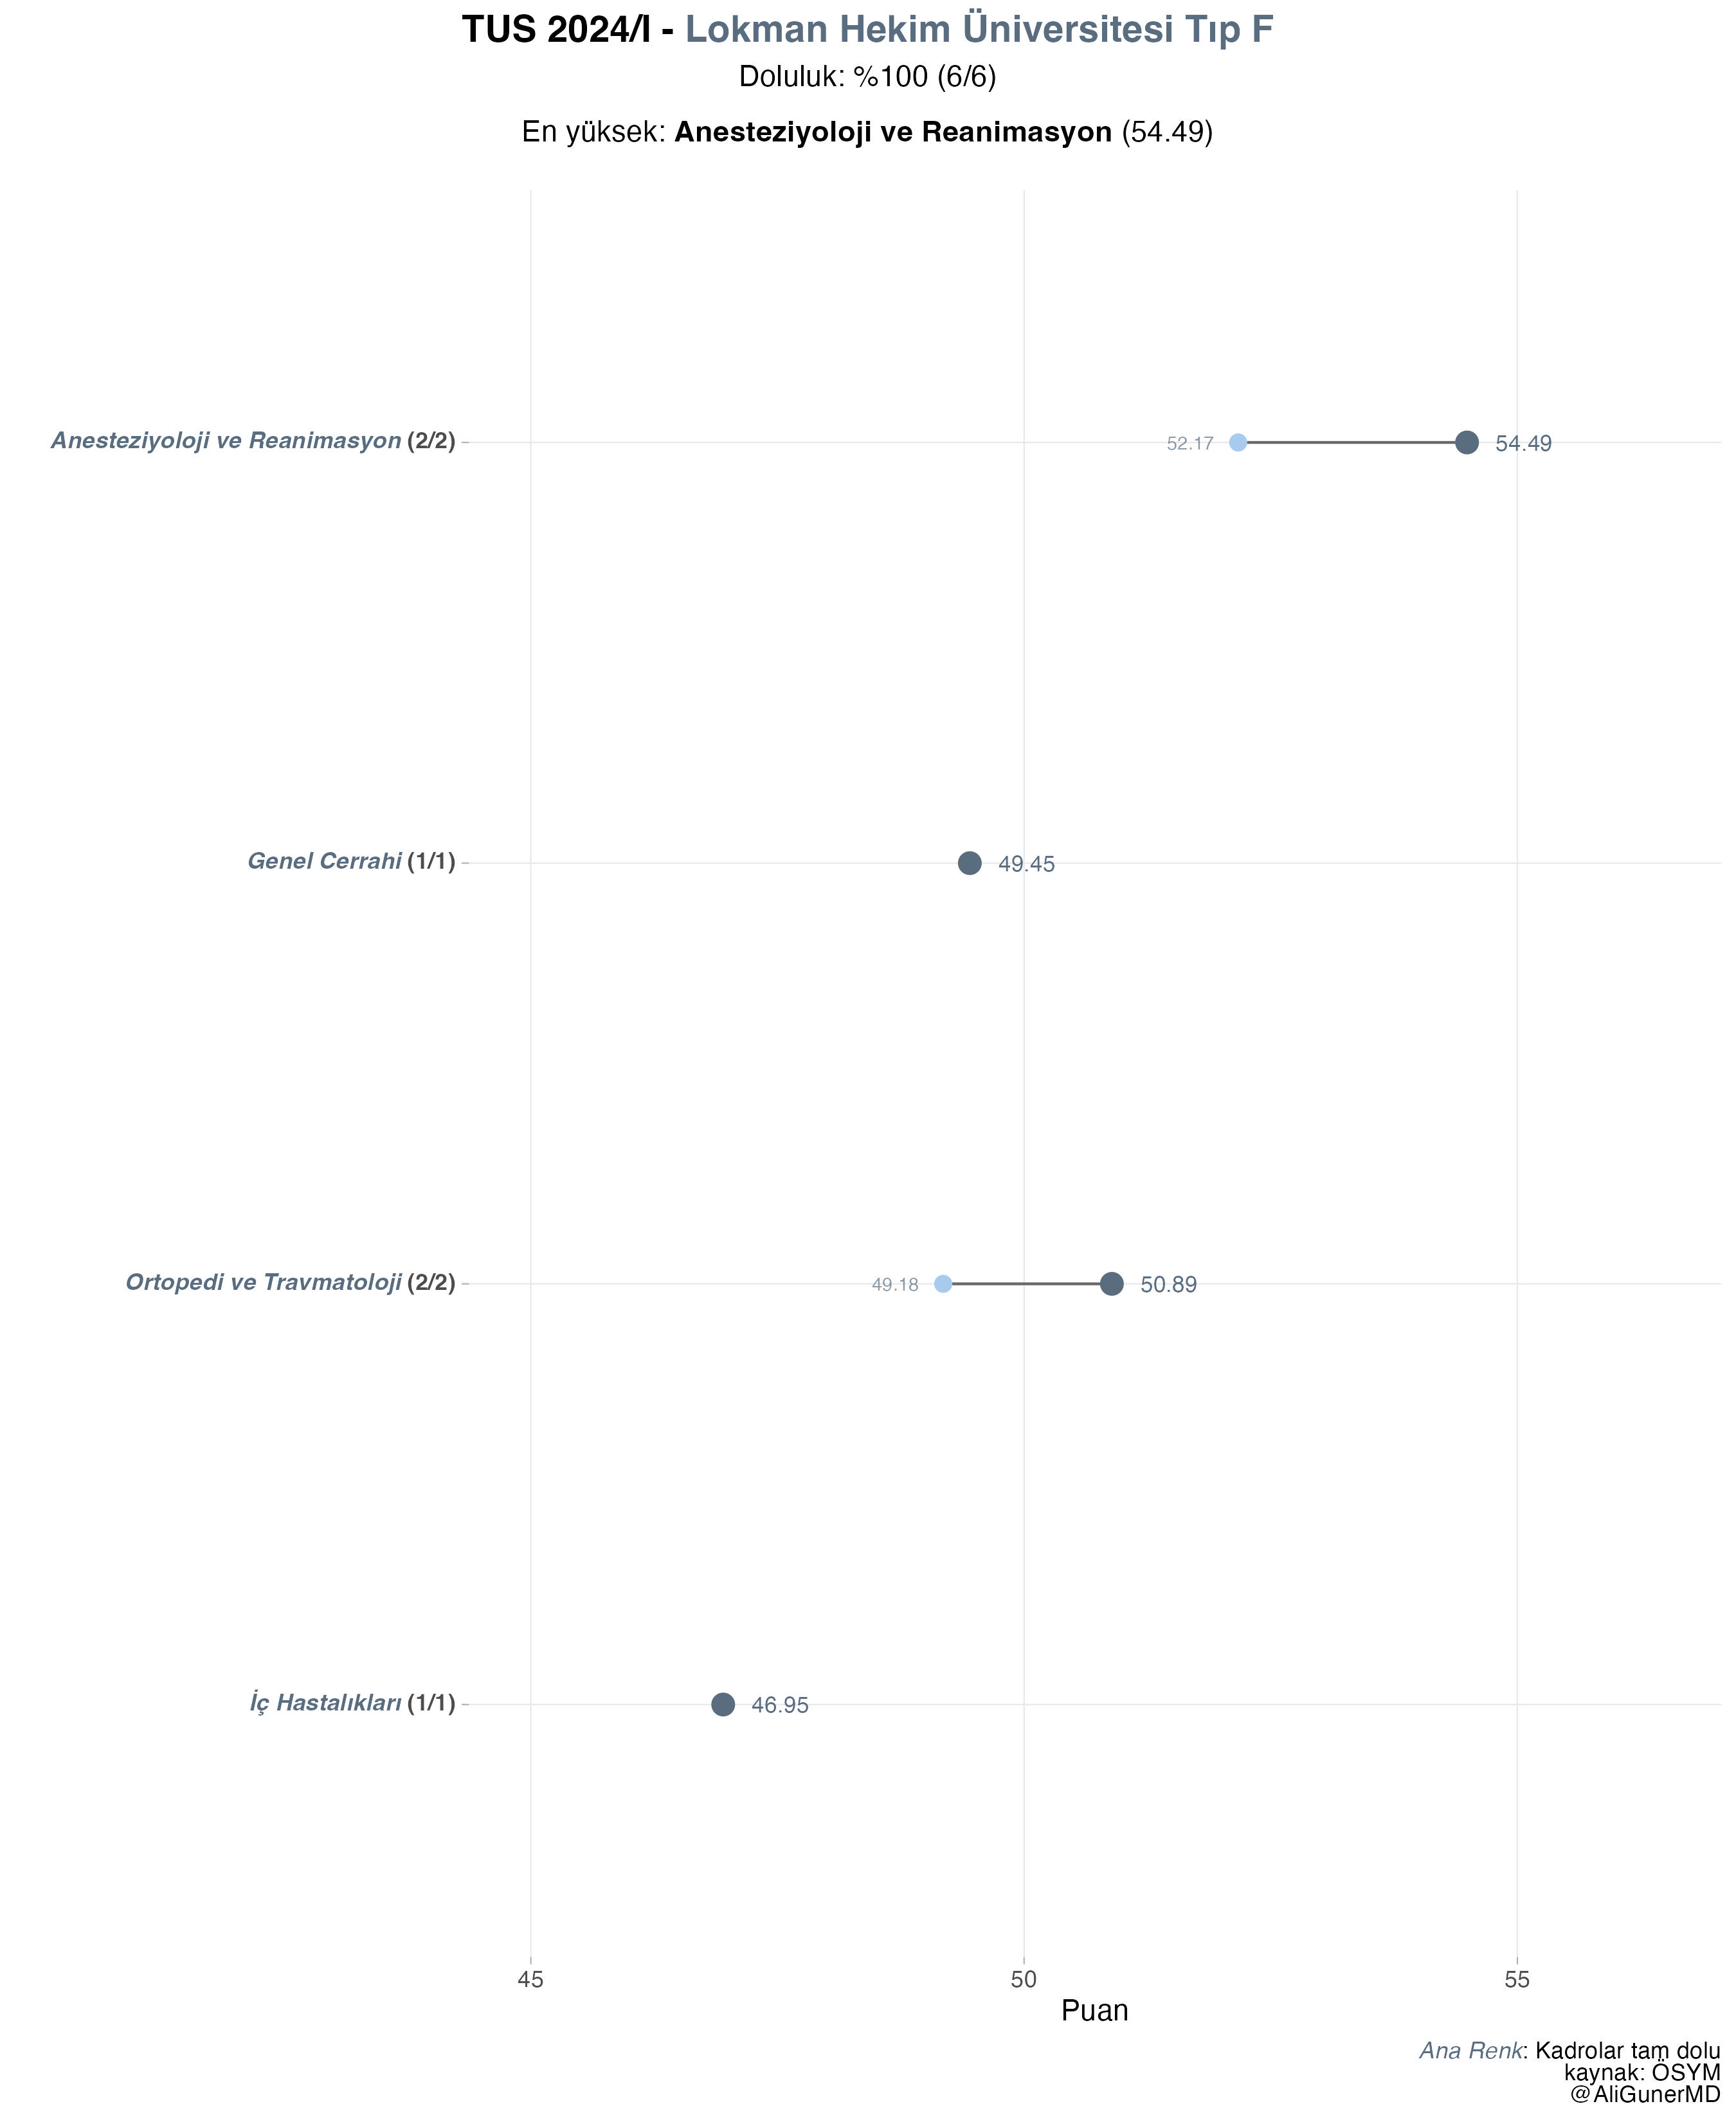 TUS 2024/I - Lokman Hekim Üniversitesi Tıp F
Doluluk: %100 (6/6)
En yüksek: Anesteziyoloji ve Reanimasyon (54.49)
Anesteziyoloji ve Reanimasyon (2/2) 52.17 54.49
Genel Cerrahi (1/1) 49.45
Ortopedi ve Travmatoloji (2/2) 49.18 50.89
İç Hastalıkları (1/1) 46.95
45 50 55
Puan
Ana Renk: Kadrolar tam dolu
kaynak: ÖSYM
@AliGunerMD